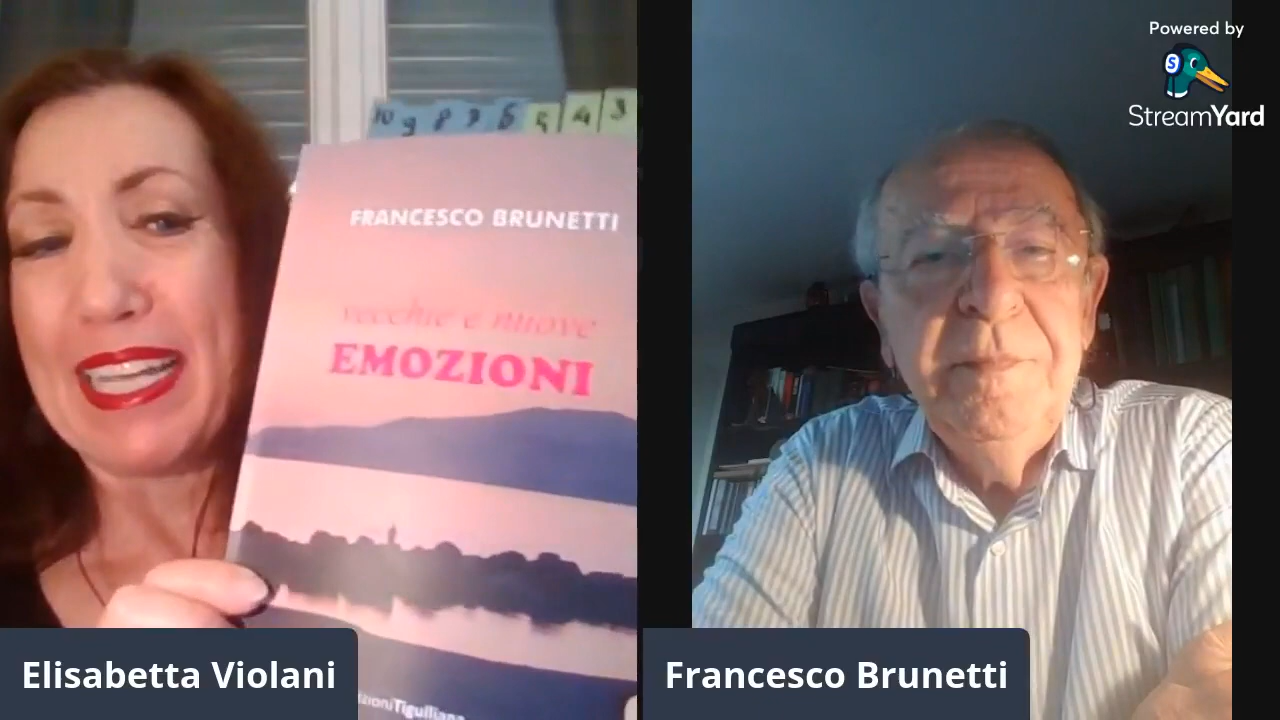 10 9 8 7 6 5 4 3
FRANCESCO BRUNETTI
vecchie e nuove
EMOZIONI
izioniTigulliana
Elisabetta Violani
Francesco Brunetti
Powered by
StreamYard